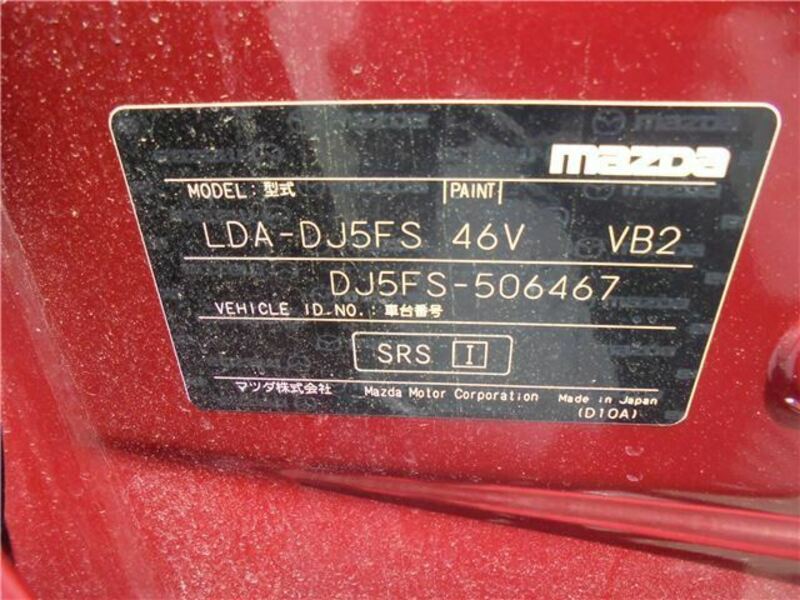 mazda
MODEL: 型式 PAINT
LDA-DJ5FS 46V VB2
DJ5FS-506467
VEHICLE ID.NO.: 車台番号
SRS I
マツダ株式会社 Mazda Motor Corporation Made in Japan
(D10A)